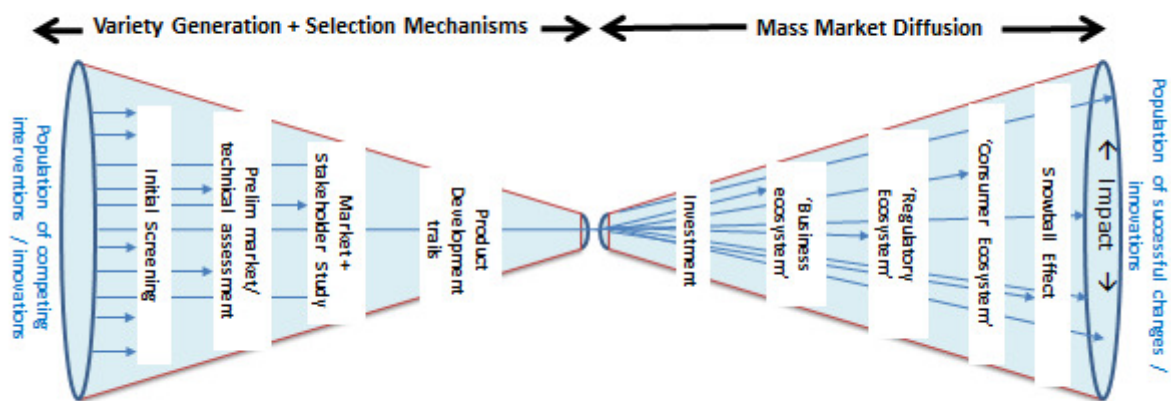 Variety Generation + Selection Mechanisms
Mass Market Diffusion
Population of competing
interventions / innovations
Initial Screening
Prelim market/
technical assessment
Market +
Stakeholder Study
Product
Development
trails
Investment
‘Business
ecosystem’
‘Regulatory
Ecosystem’
‘Consumer Ecosystem’
Snowball Effect
← Impact →
Population of successful changes /
innovations